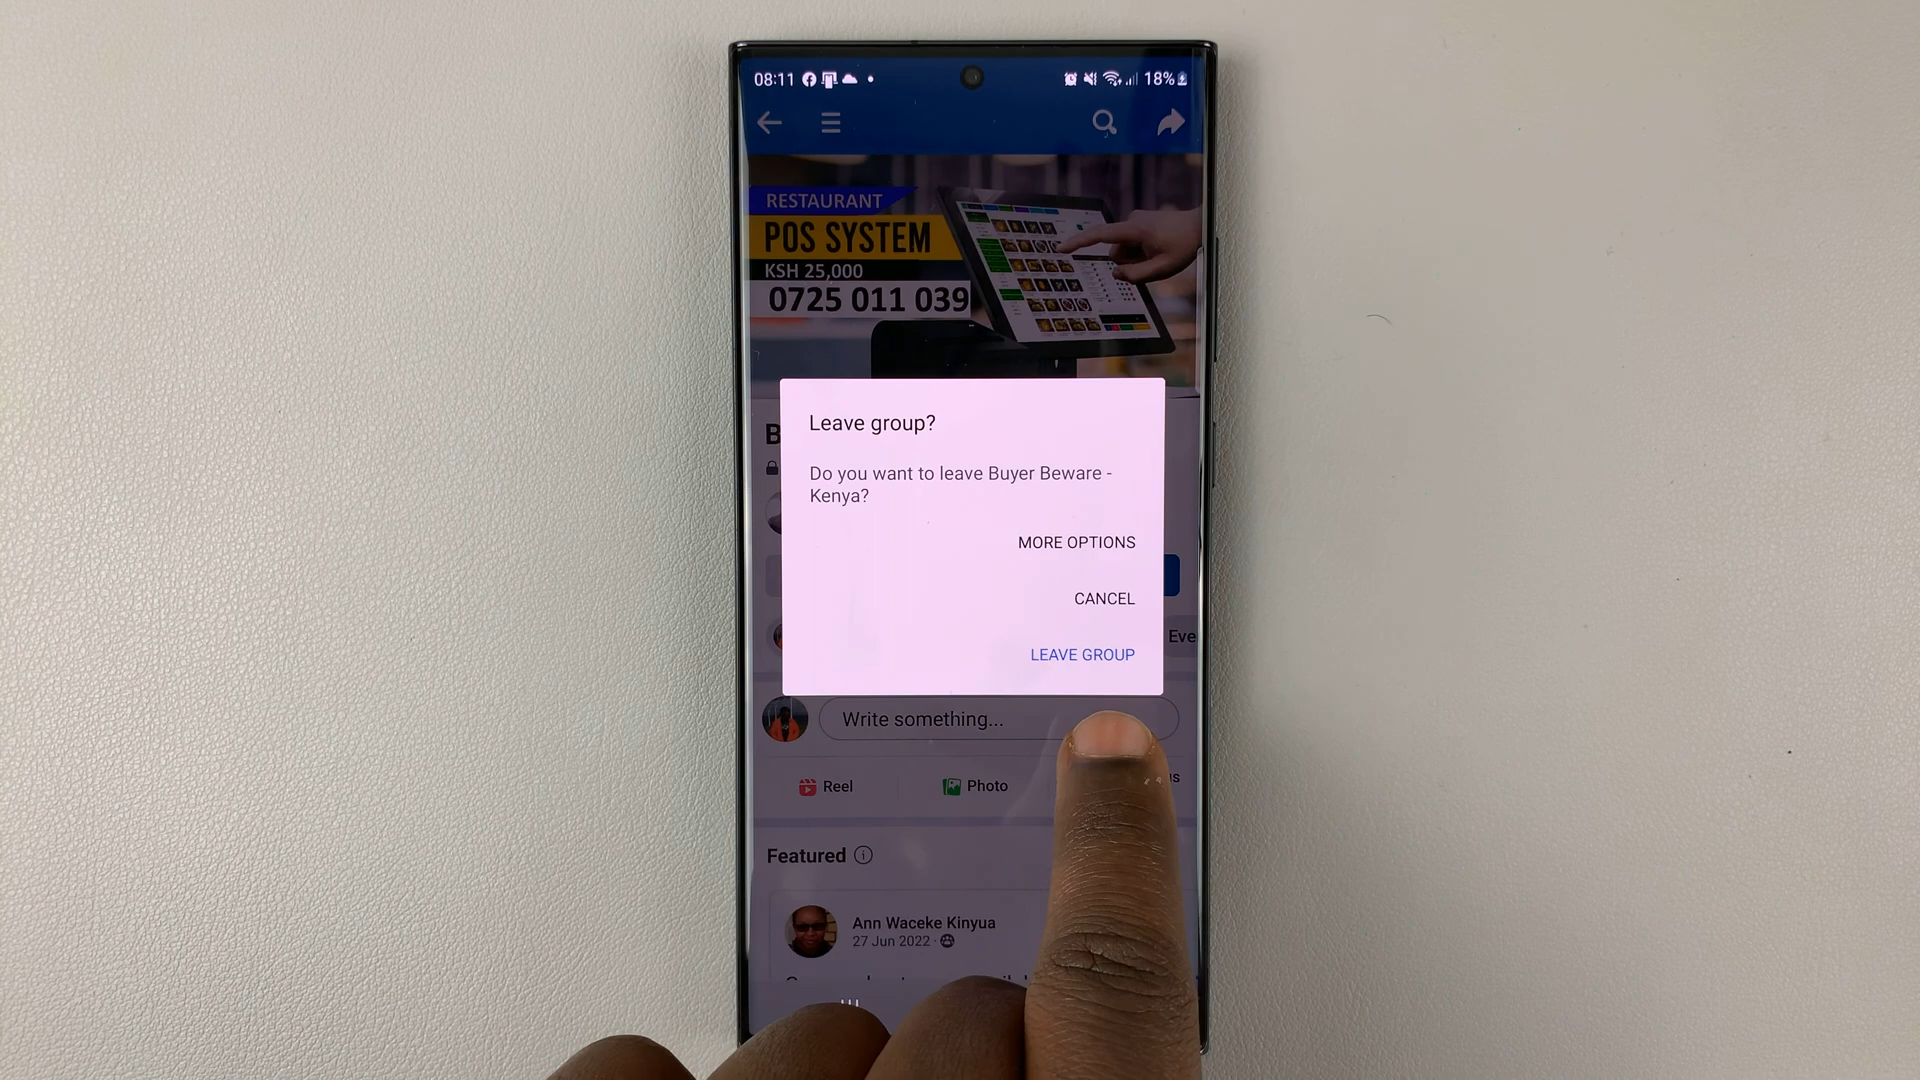 08:11
18%
RESTAURANT
POS SYSTEM
KSH 25,000
0725 011 039
B
Leave group?
Do you want to leave Buyer Beware -
Kenya?
MORE OPTIONS
CANCEL
LEAVE GROUP
Eve
Write something...
Reel
Photo
Featured
Ann Waceke Kinyua
27 Jun 2022